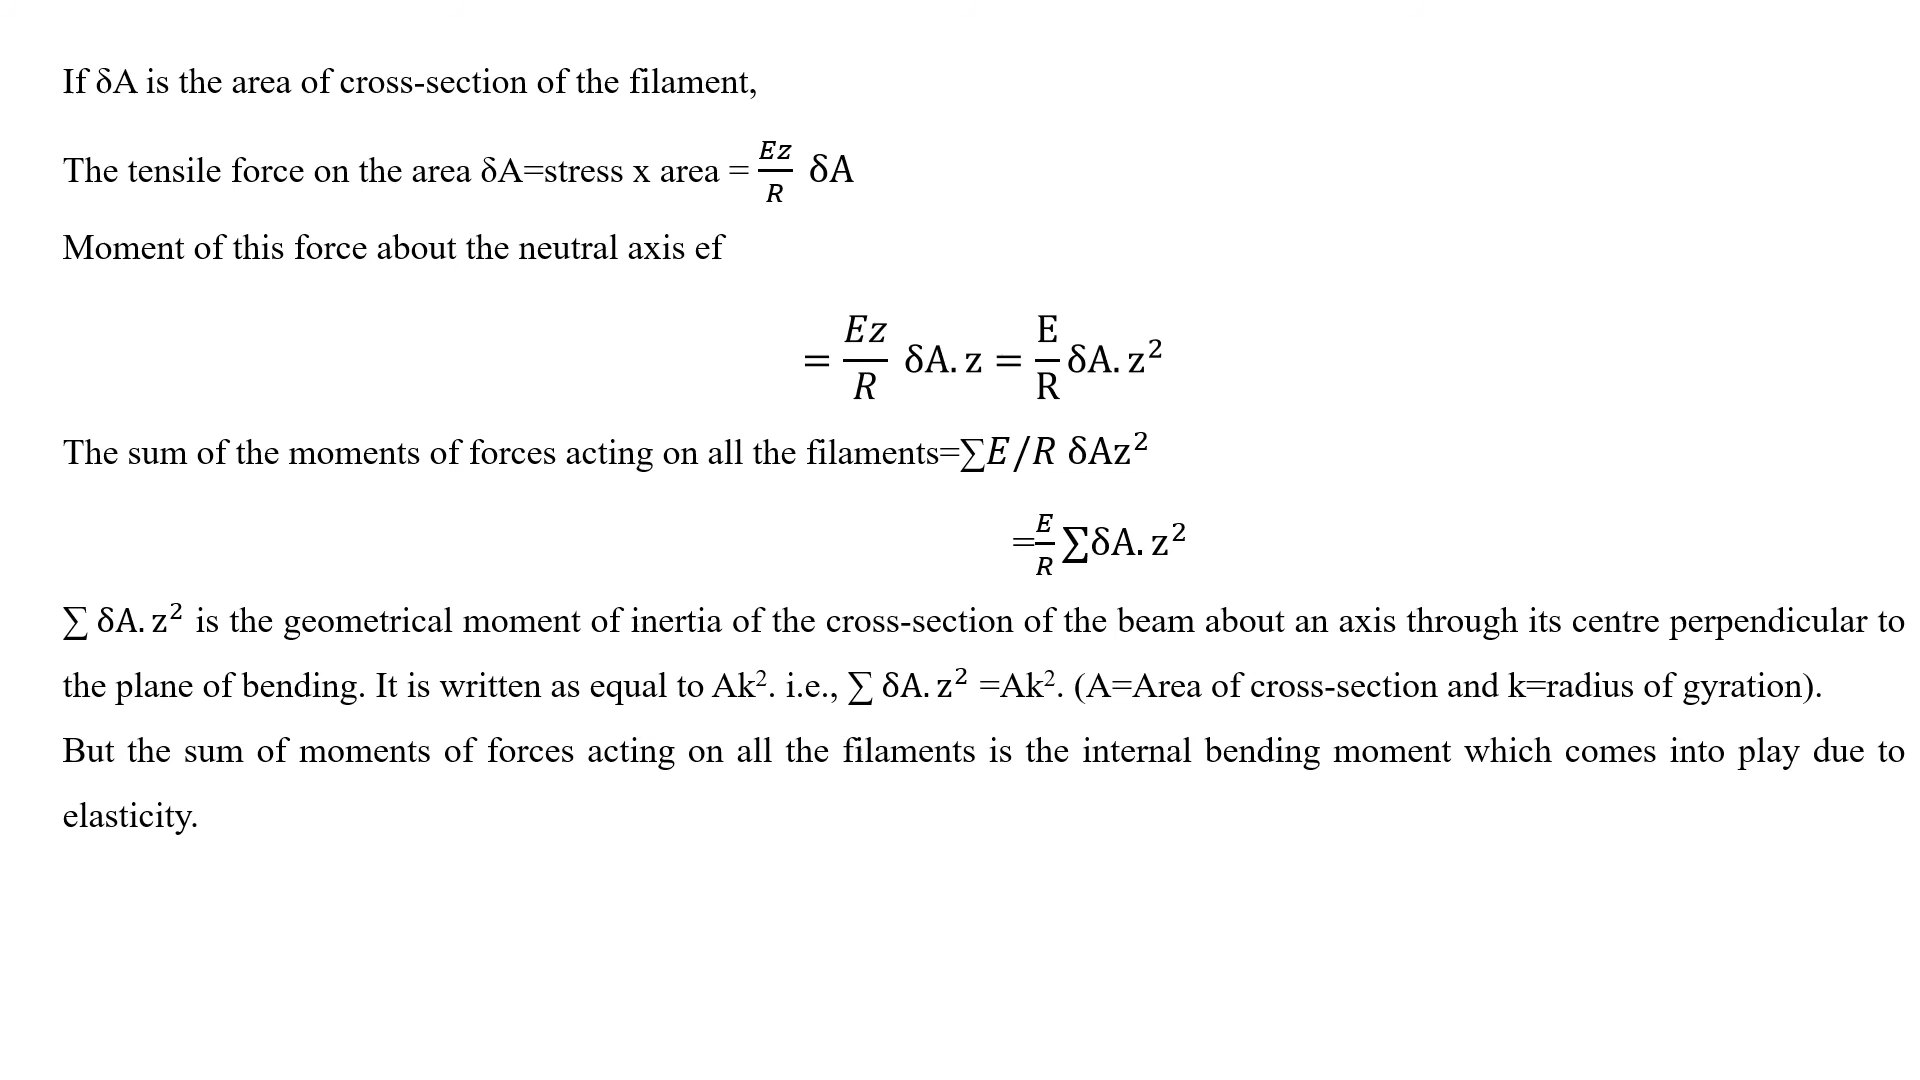 If δA is the area of cross-section of the filament,
The tensile force on the area δA=stress x area = Ez/R δA
Moment of this force about the neutral axis ef
= Ez/R δA. z = E/R δA. z²
The sum of the moments of forces acting on all the filaments=∑E/R δAz²
=E/R ∑δA. z²
∑ δA. z² is the geometrical moment of inertia of the cross-section of the beam about an axis through its centre perpendicular to
the plane of bending. It is written as equal to Ak². i.e., ∑ δA. z² =Ak². (A=Area of cross-section and k=radius of gyration).
But the sum of moments of forces acting on all the filaments is the internal bending moment which comes into play due to
elasticity.